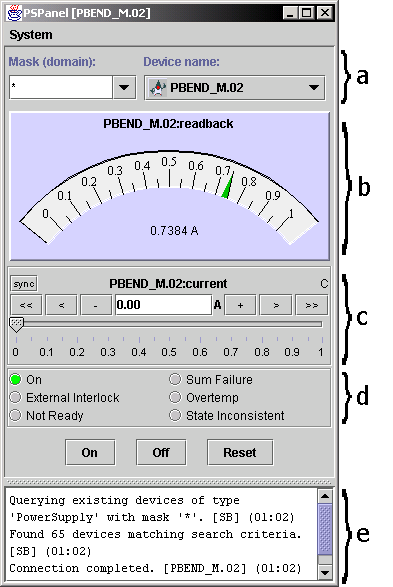 PSPanel [PBEND_M.02]
System
Mask (domain): Device name:
* PBEND_M.02
a
PBEND_M.02:readback
0 0.1 0.2 0.3 0.4 0.5 0.6 0.7 0.8 0.9 1
0.7384 A
b
sync PBEND_M.02:current C
<< < - 0.00 A + > >>
0 0.1 0.2 0.3 0.4 0.5 0.6 0.7 0.8 0.9 1
c
On Sum Failure
External Interlock Overtemp
Not Ready State Inconsistent
d
On Off Reset
Querying existing devices of type
'PowerSupply' with mask '*'. [SB] (01:02)
Found 65 devices matching search criteria.
[SB] (01:02)
Connection completed. [PBEND_M.02] (01:02)
e